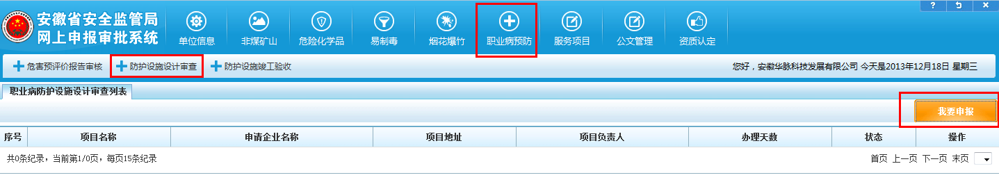 安徽省安全监管局
网上申报审批系统
单位信息 非煤矿山 危险化学品 易制毒 烟花爆竹 职业病预防 服务项目 公文管理 资质认定
危害预评价报告审核 防护设施设计审查 防护设施竣工验收 您好，安徽华脉科技发展有限公司 今天是2013年12月18日 星期三
职业病防护设施设计审查列表
我要申报
序号 项目名称 申请企业名称 项目地址 项目负责人 办理天数 状态 操作
共0条纪录，当前第1/0页，每页15条纪录 首页 上一页 下一页 末页